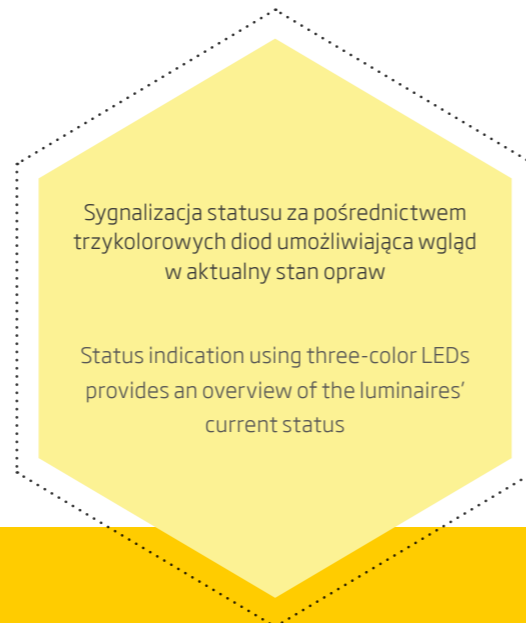 Sygnalizacja statusu za pośrednictwem
trzykolorowych diod umożliwiająca wgląd
w aktualny stan opraw
Status indication using three-color LEDs
provides an overview of the luminaires'
current status